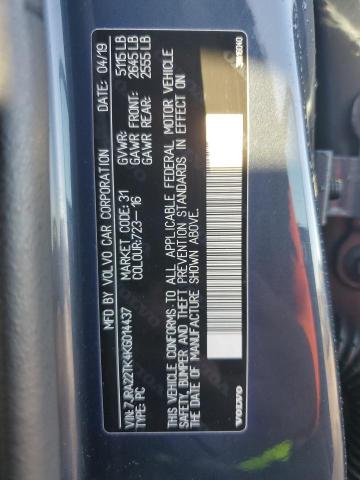 MFD BY VOLVO CAR CORPORATION 04/19
MARKET CODE: 31 GVWR: 5115 LB
COLOUR:723-16 GAWR FRONT: 2645 LB
GAWR REAR: 2555 LB
THIS VEHICLE CONFORMS TO ALL APPLICABLE FEDERAL MOTOR VEHICLE
SAFETY, BUMPER, AND THEFT PREVENTION STANDARDS IN EFFECT ON
THE DATE OF MANUFACTURE SHOWN ABOVE.
VIN: 7JRA22TK4KG014437
TYPE: PC
VOLVO